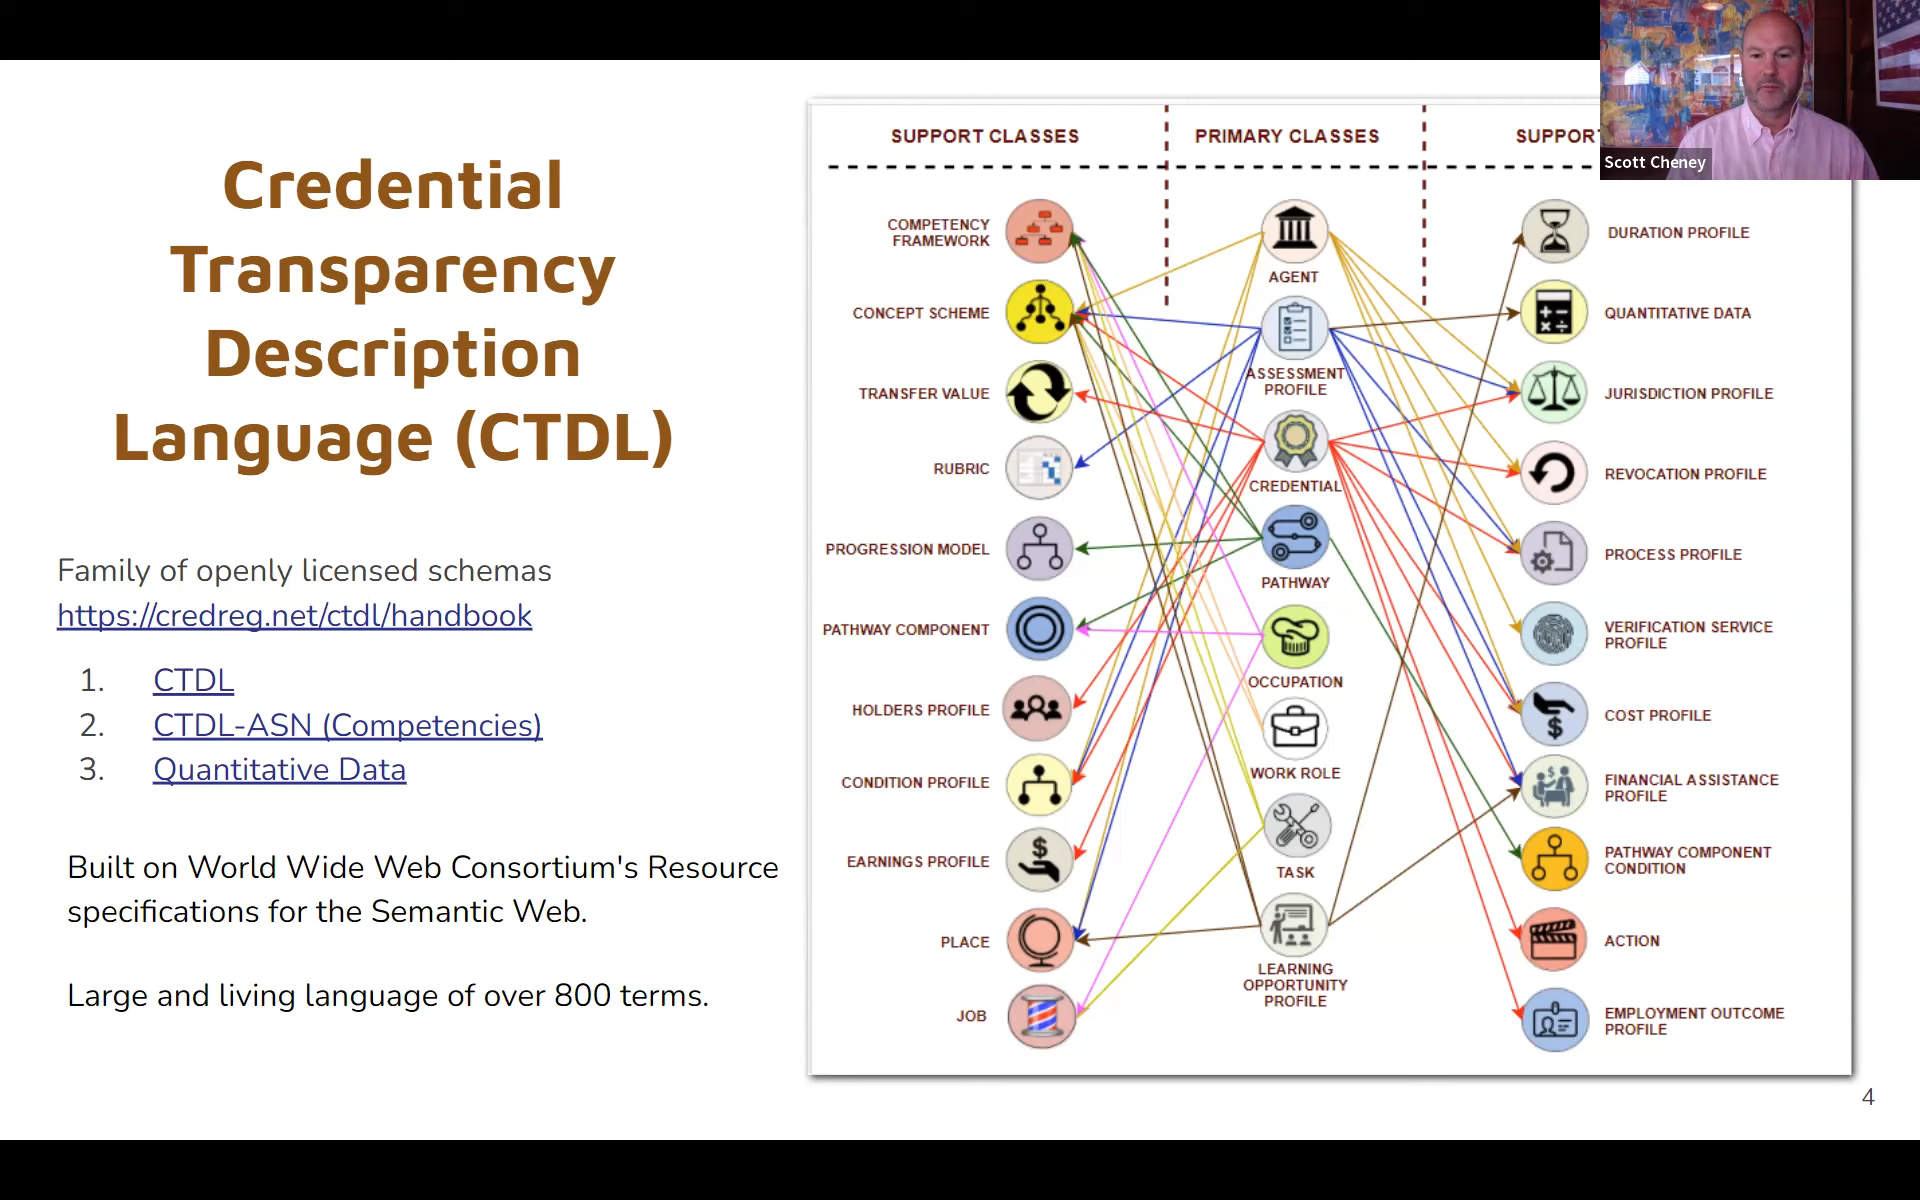 Scott Cheney
Credential
Transparency
Description
Language (CTDL)
Family of openly licensed schemas
https://credreg.net/ctdl/handbook
1. CTDL
2. CTDL-ASN (Competencies)
3. Quantitative Data
Built on World Wide Web Consortium's Resource
specifications for the Semantic Web.
Large and living language of over 800 terms.
SUPPORT CLASSES
COMPETENCY
FRAMEWORK
CONCEPT SCHEME
TRANSFER VALUE
RUBRIC
PROGRESSION MODEL
PATHWAY COMPONENT
HOLDERS PROFILE
CONDITION PROFILE
EARNINGS PROFILE
PLACE
JOB
PRIMARY CLASSES
AGENT
ASSESSMENT
PROFILE
CREDENTIAL
PATHWAY
OCCUPATION
WORK ROLE
TASK
LEARNING
OPPORTUNITY
PROFILE
SUPPORT
DURATION PROFILE
QUANTITATIVE DATA
JURISDICTION PROFILE
REVOCATION PROFILE
PROCESS PROFILE
VERIFICATION SERVICE
PROFILE
COST PROFILE
FINANCIAL ASSISTANCE
PROFILE
PATHWAY COMPONENT
CONDITION
ACTION
EMPLOYMENT OUTCOME
PROFILE
4